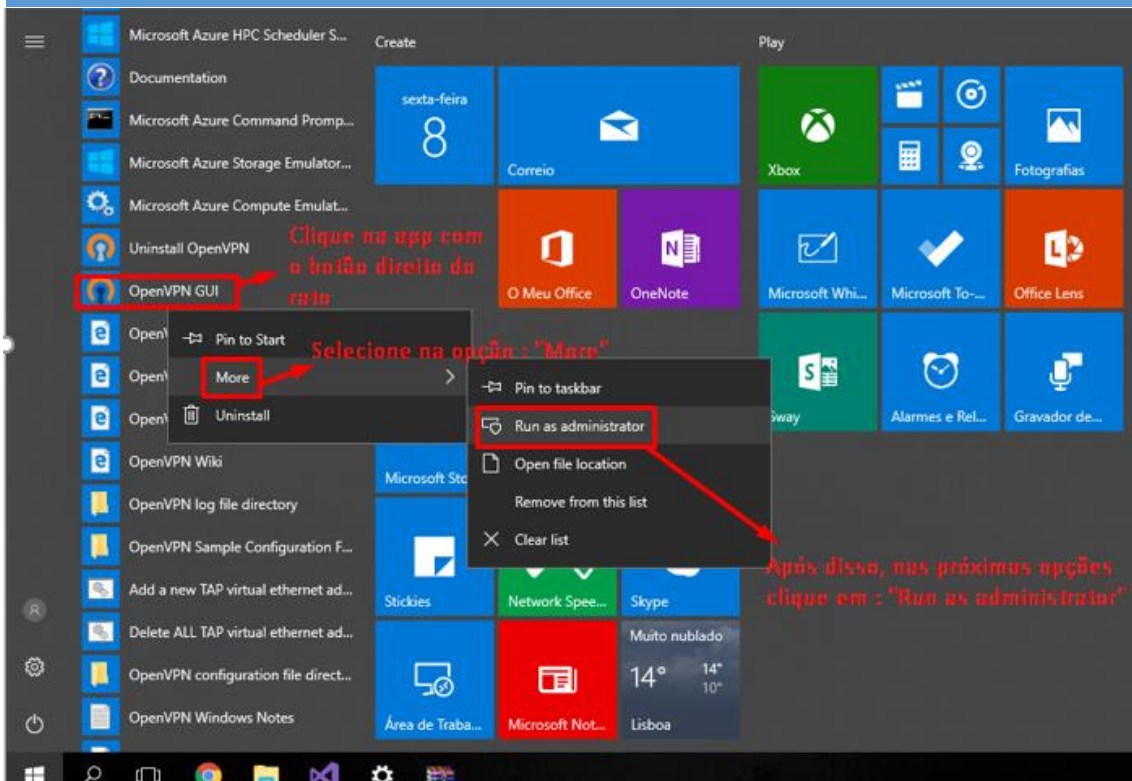 Microsoft Azure HPC Scheduler S...
Documentation
Microsoft Azure Command Promp...
Microsoft Azure Storage Emulator...
Microsoft Azure Compute Emulat...
Uninstall OpenVPN
OpenVPN GUI
Clique na app com
o botão direito do
rato
Pin to Start
More
Uninstall
Selecione na opção : "More"
Pin to taskbar
Run as administrator
Open file location
Remove from this list
Clear list
Após disso, nas próximas opções
clique em : "Run as administrator"
OpenVPN Wiki
OpenVPN log file directory
OpenVPN Sample Configuration F...
Add a new TAP virtual ethernet ad...
Delete ALL TAP virtual ethernet ad...
OpenVPN configuration file direct...
OpenVPN Windows Notes
Create
sexta-feira
8
Correio
O Meu Office
OneNote
Microsoft Sto
Stickies
Network Spee...
Skype
Área de Traba...
Microsoft Not...
Muito nublado
14° 14°
10°
Lisboa
Play
Xbox
Fotografias
Microsoft Whi...
Microsoft To-...
Office Lens
Sway
Alarmes e Rel...
Gravador de...